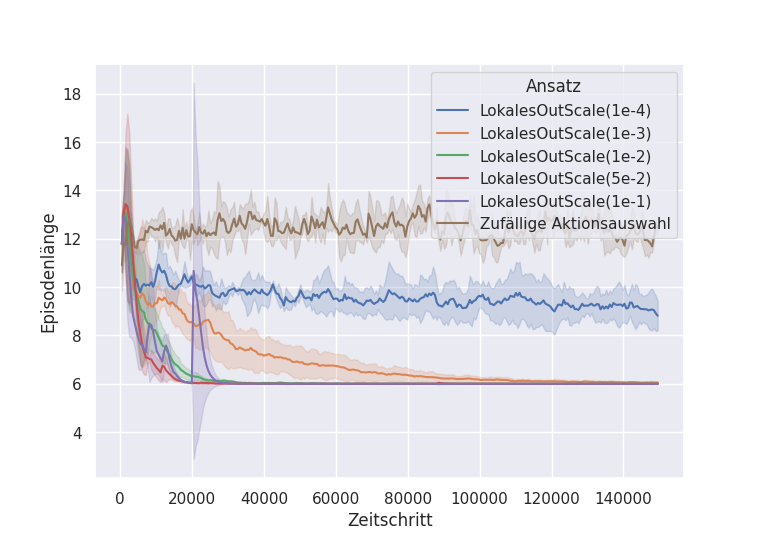 Ansatz
LokalesOutScale(1e-4)
LokalesOutScale(1e-3)
LokalesOutScale(1e-2)
LokalesOutScale(5e-2)
LokalesOutScale(1e-1)
Zufällige Aktionsauswahl
Episodenlänge
18
16
14
12
10
8
6
4
0 20000 40000 60000 80000 100000 120000 140000
Zeitschritt